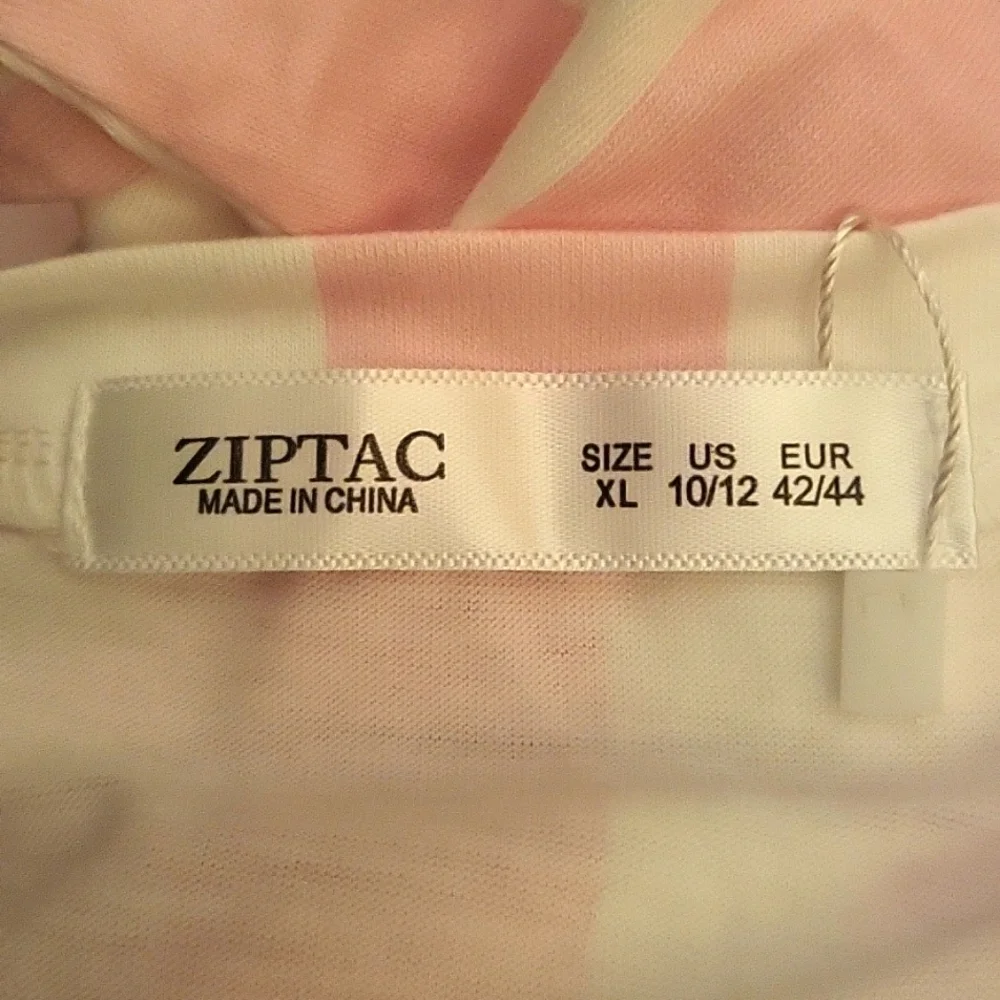 ZIPTAC
MADE IN CHINA
SIZE US EUR
XL 10/12 42/44